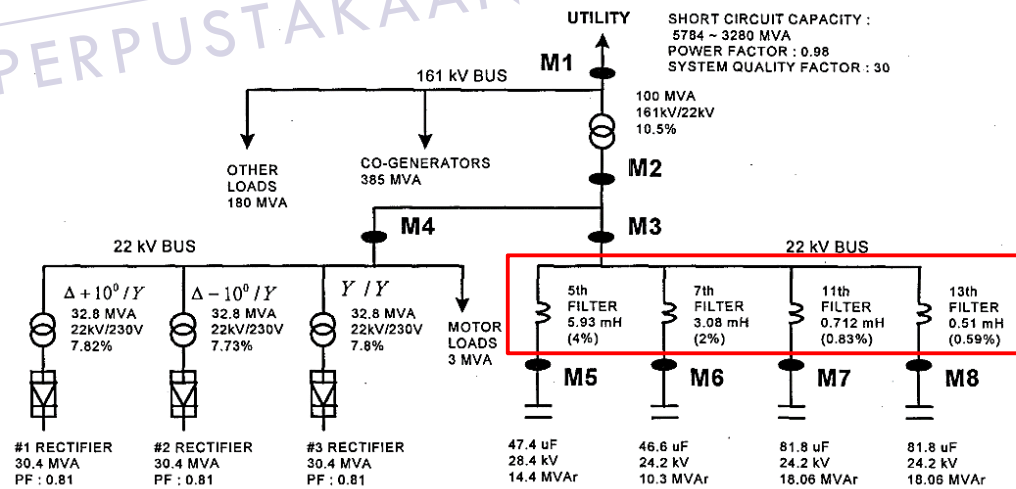 PERPUSTAKAAN
UTILITY
SHORT CIRCUIT CAPACITY :
5784 ~ 3280 MVA
POWER FACTOR : 0.98
SYSTEM QUALITY FACTOR : 30
M1
161 kV BUS
100 MVA
161kV/22kV
10.5%
OTHER
LOADS
180 MVA
CO-GENERATORS
385 MVA
M2
M4
M3
22 kV BUS
22 kV BUS
Δ+10⁰/Y
32.8 MVA
22kV/230V
7.82%
Δ−10⁰/Y
32.8 MVA
22kV/230V
7.73%
Y/Y
32.8 MVA
22kV/230V
7.8%
MOTOR
LOADS
3 MVA
5th
FILTER
5.93 mH
(4%)
7th
FILTER
3.08 mH
(2%)
11th
FILTER
0.712 mH
(0.83%)
13th
FILTER
0.51 mH
(0.59%)
M5
M6
M7
M8
#1 RECTIFIER
30.4 MVA
PF : 0.81
#2 RECTIFIER
30.4 MVA
PF : 0.81
#3 RECTIFIER
30.4 MVA
PF : 0.81
47.4 uF
28.4 kV
14.4 MVAr
46.6 uF
24.2 kV
10.3 MVAr
81.8 uF
24.2 kV
18.06 MVAr
81.8 uF
24.2 kV
18.06 MVAr